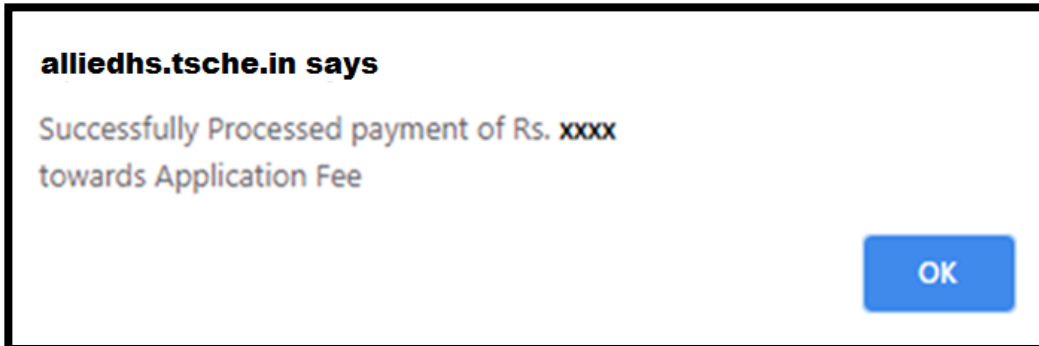 alliedhs.tsche.in says
Successfully Processed payment of Rs. xxxx
towards Application Fee
OK